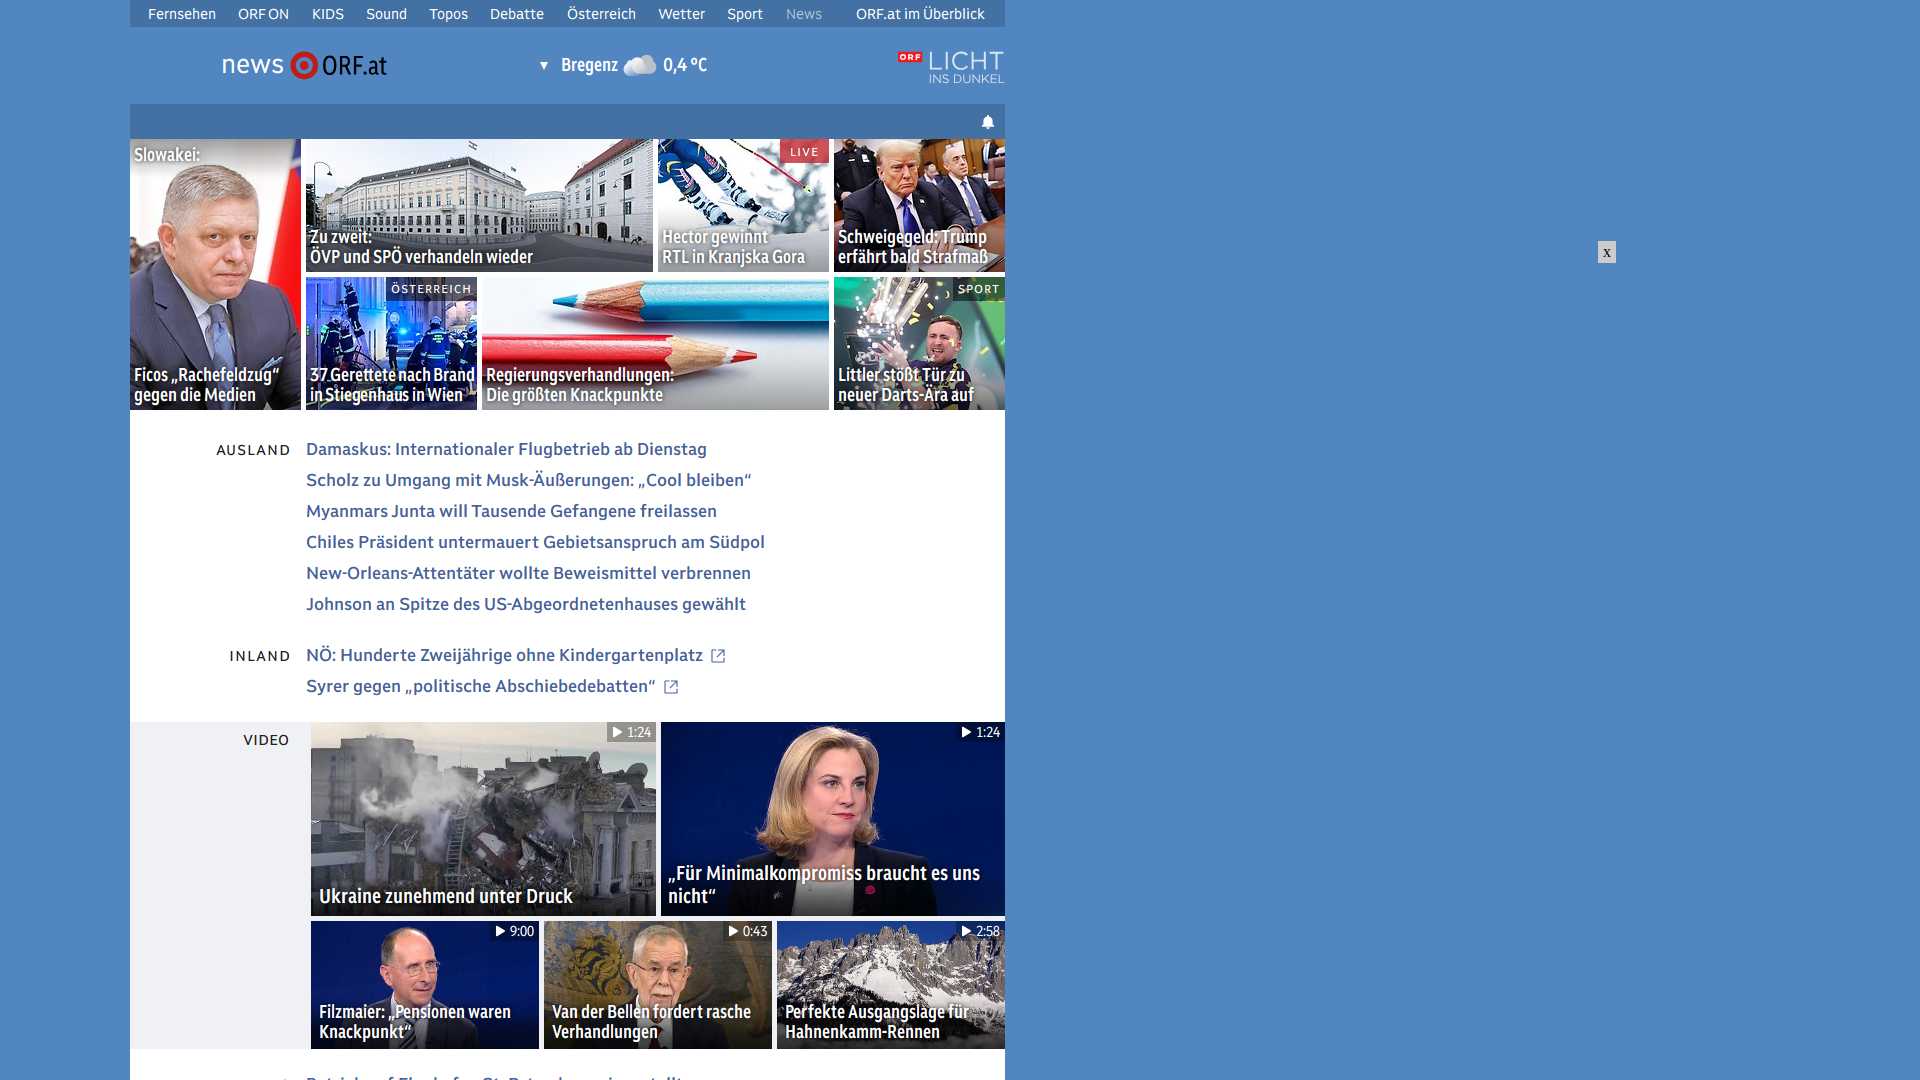 Fernsehen ORF ON KIDS Sound Topos Debatte Österreich Wetter Sport News ORF.at im Überblick
news ORF.at
Bregenz 0,4 °C
ORF LICHT
INS DUNKEL
Slowakei:
Ficos „Rachefeldzug“
gegen die Medien
Zu zweit:
ÖVP und SPÖ verhandeln wieder
LIVE
Hector gewinnt
RTL in Kranjska Gora
Schweigegeld: Trump
erfährt bald Strafmaß
x
ÖSTERREICH
37 Gerettete nach Brand
in Stiegenhaus in Wien
Regierungsverhandlungen:
Die größten Knackpunkte
SPORT
Littler stößt Tür zu
neuer Darts-Ära auf
AUSLAND
Damaskus: Internationaler Flugbetrieb ab Dienstag
Scholz zu Umgang mit Musk-Äußerungen: „Cool bleiben“
Myanmars Junta will Tausende Gefangene freilassen
Chiles Präsident untermauert Gebietsanspruch am Südpol
New-Orleans-Attentäter wollte Beweismittel verbrennen
Johnson an Spitze des US-Abgeordnetenhauses gewählt
INLAND
NÖ: Hunderte Zweijährige ohne Kindergartenplatz
Syrer gegen „politische Abschiebedebatten“
VIDEO
1:24
Ukraine zunehmend unter Druck
1:24
„Für Minimalkompromiss braucht es uns
nicht“
9:00
Filzmaier: „Pensionen waren
Knackpunkt“
0:43
Van der Bellen fordert rasche
Verhandlungen
2:58
Perfekte Ausgangslage für
Hahnenkamm-Rennen